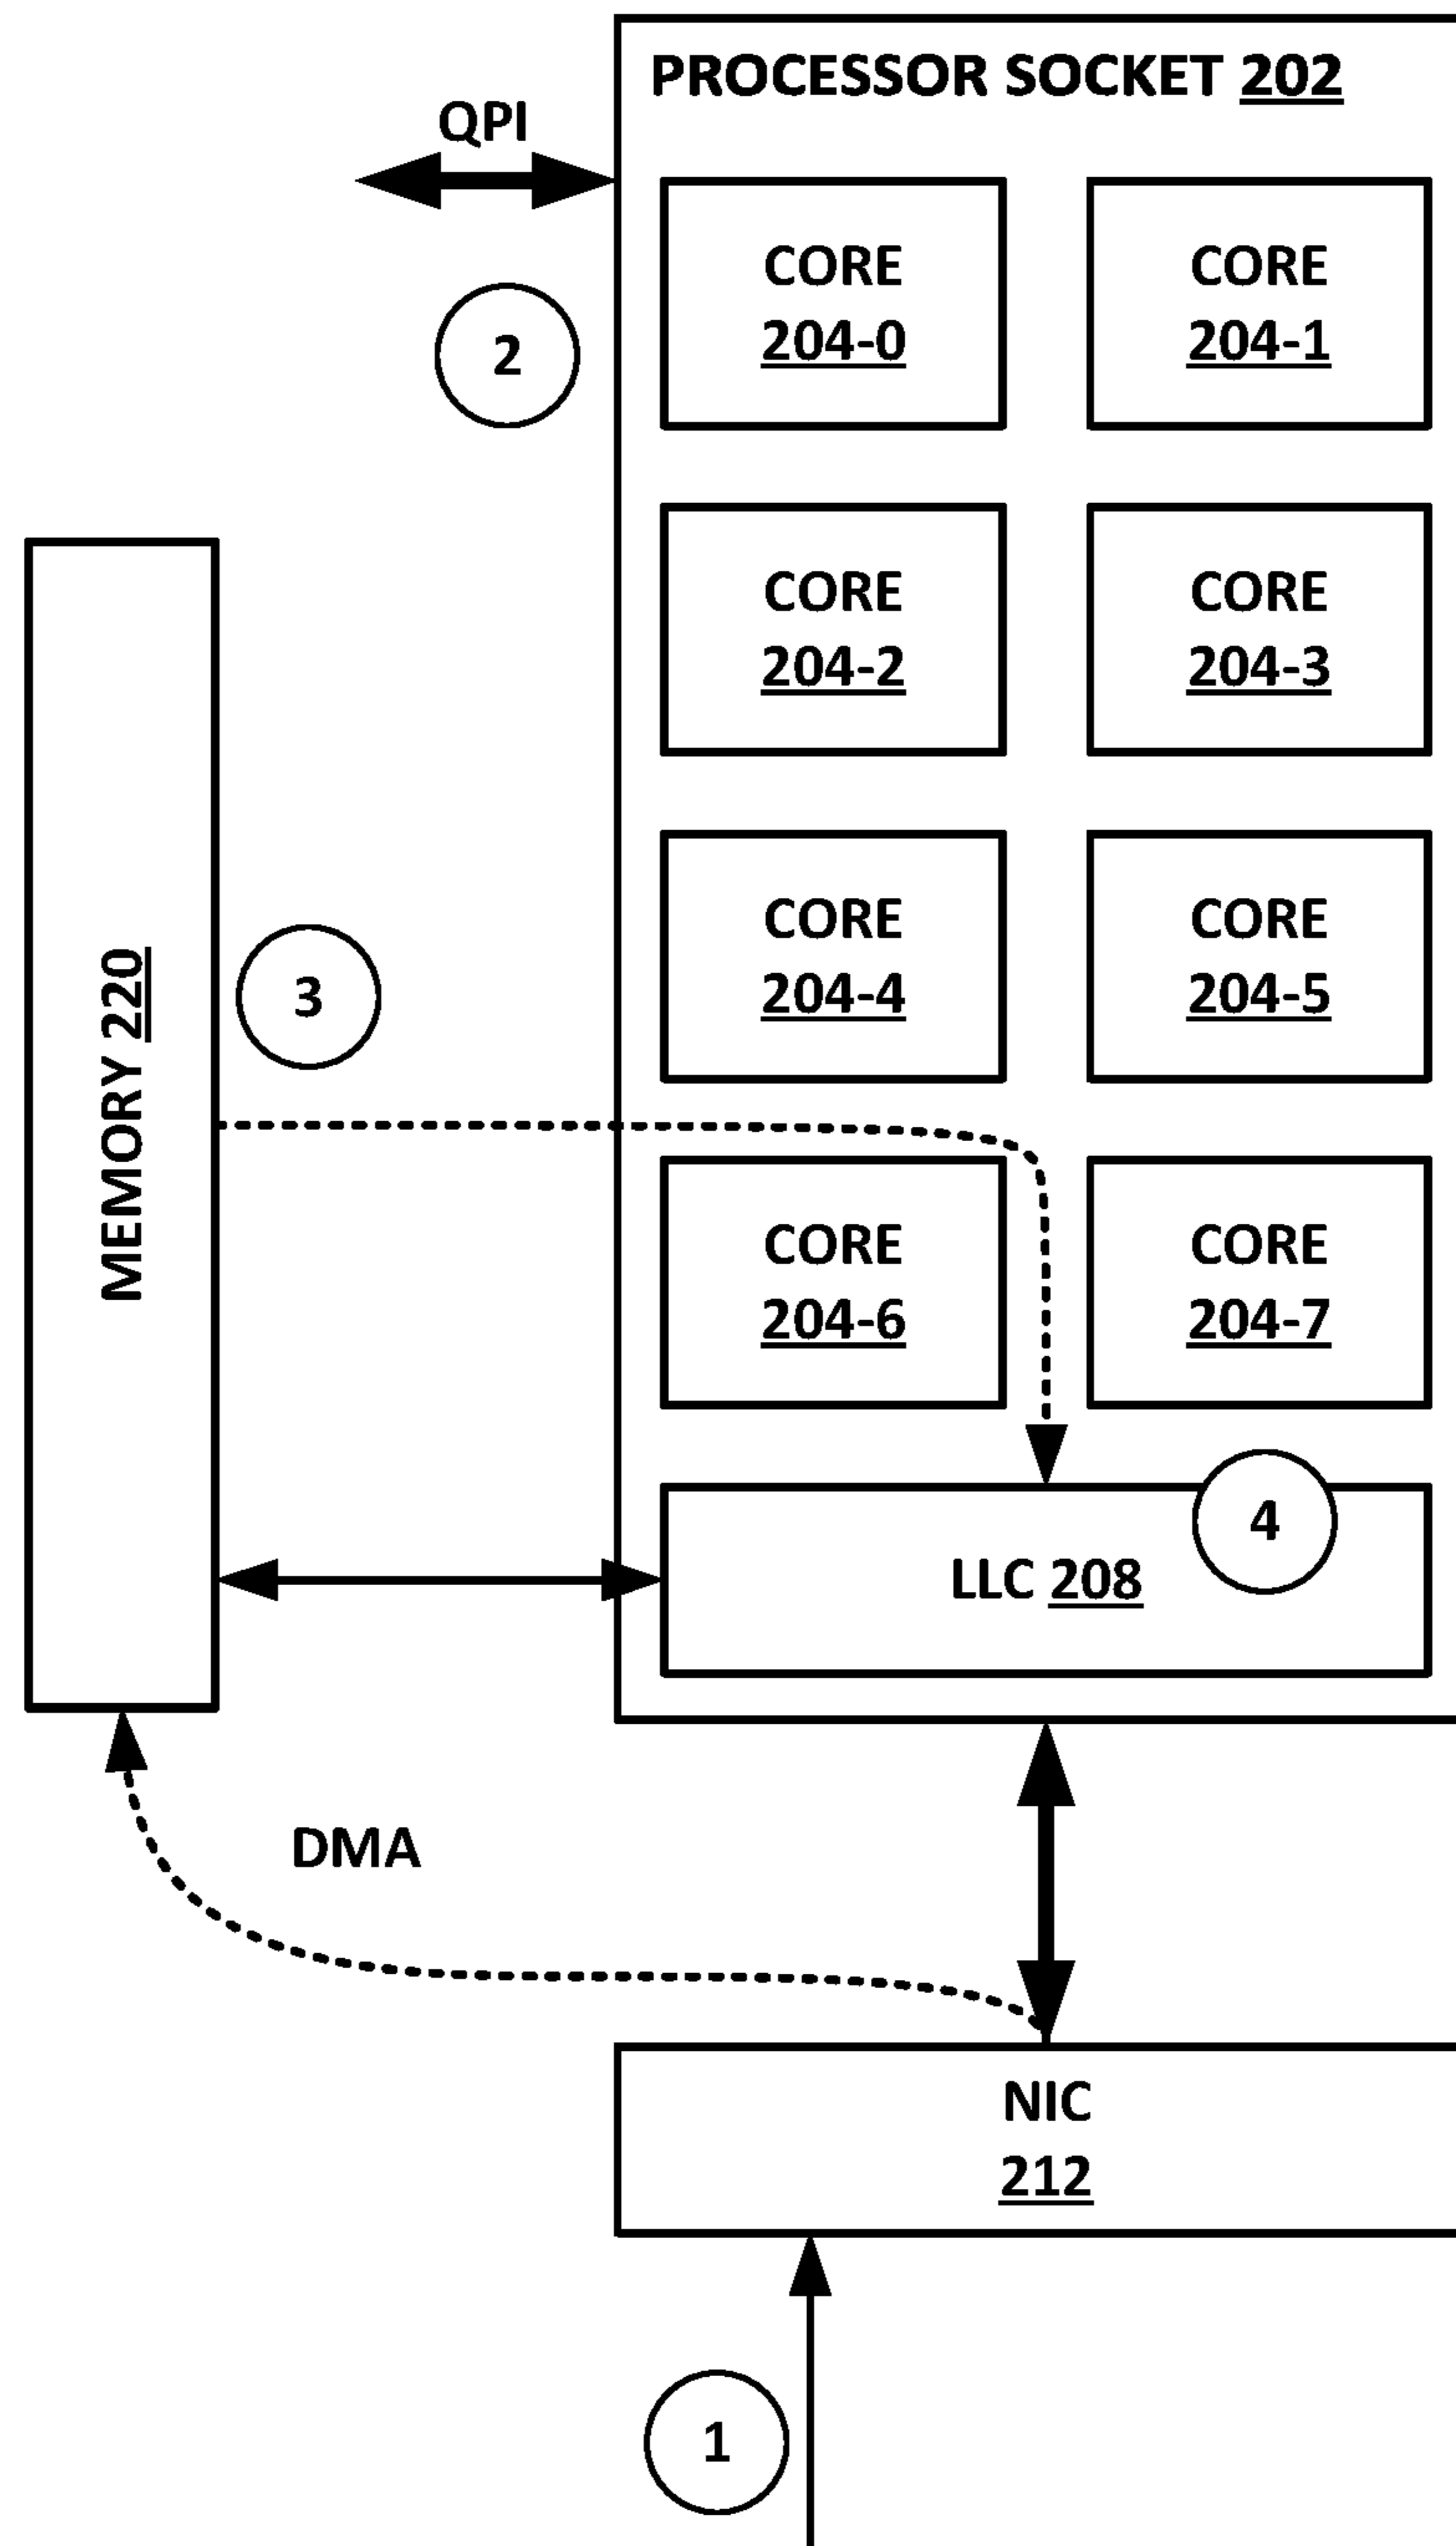 PROCESSOR SOCKET 202
QPI
CORE
204-0
CORE
204-1
2
CORE
204-2
CORE
204-3
CORE
204-4
CORE
204-5
3
MEMORY 220
CORE
204-6
CORE
204-7
4
LLC 208
DMA
NIC
212
1